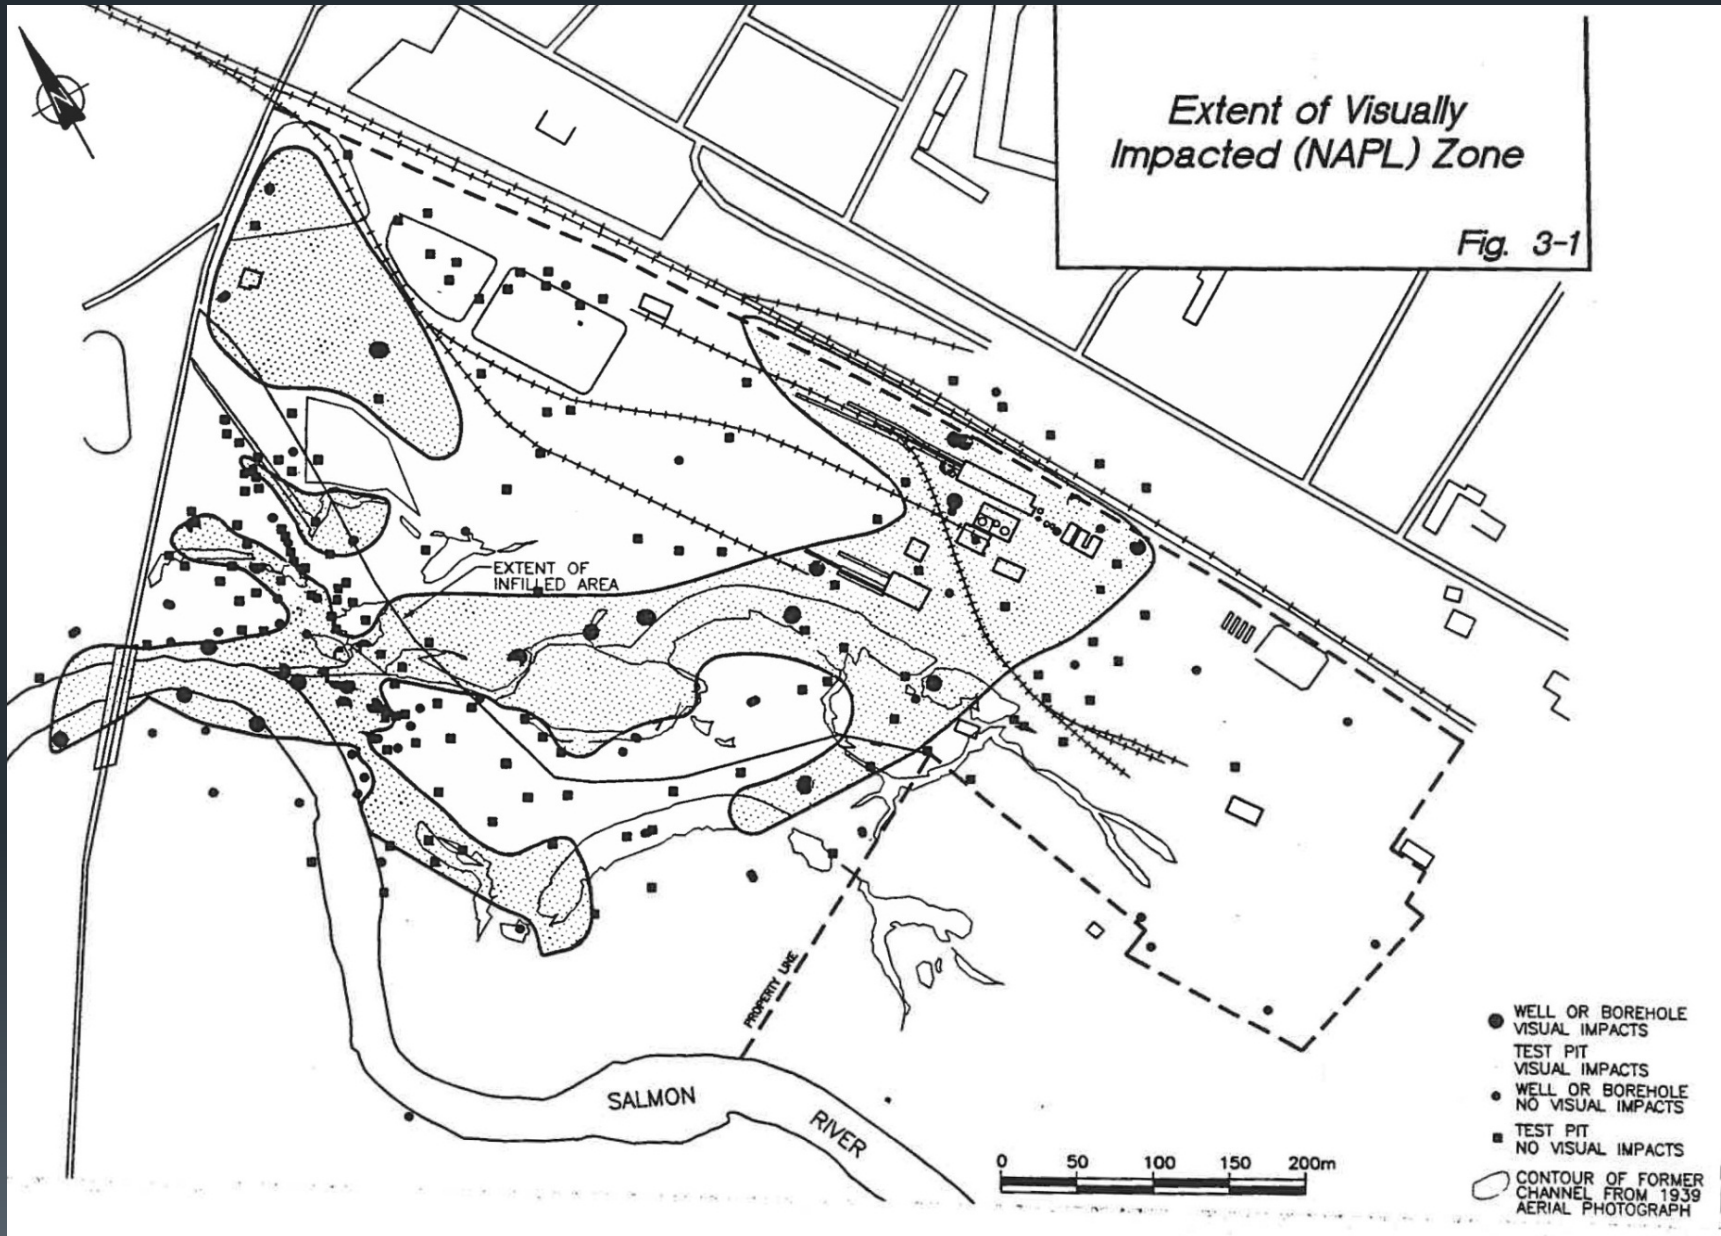 Extent of Visually
Impacted (NAPL) Zone
Fig. 3-1
EXTENT OF
INFILLED AREA
PROPERTY LINE
SALMON
RIVER
0 50 100 150 200m
WELL OR BOREHOLE
VISUAL IMPACTS
TEST PIT
VISUAL IMPACTS
WELL OR BOREHOLE
NO VISUAL IMPACTS
TEST PIT
NO VISUAL IMPACTS
CONTOUR OF FORMER
CHANNEL FROM 1939
AERIAL PHOTOGRAPH